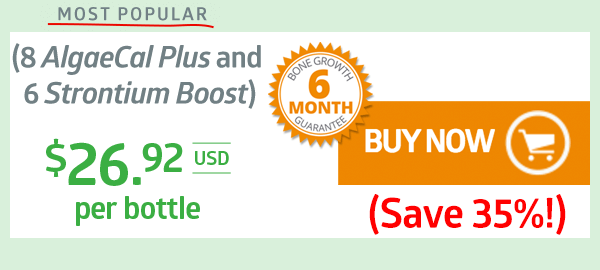 MOST POPULAR
(8 AlgaeCal Plus and
6 Strontium Boost)
BONE GROWTH
6
MONTH
GUARANTEE
BUY NOW
$26.92 USD
per bottle
(Save 35%!)